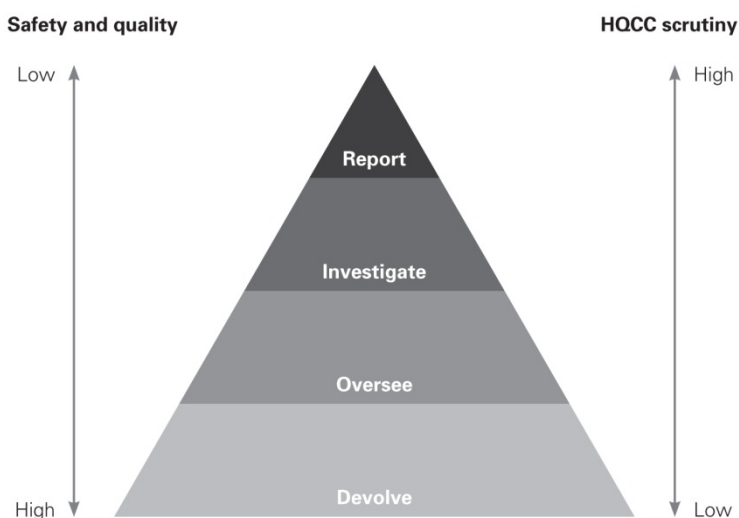 Safety and quality
HQCC scrutiny
Low
High
Report
Investigate
Oversee
Devolve
High
Low